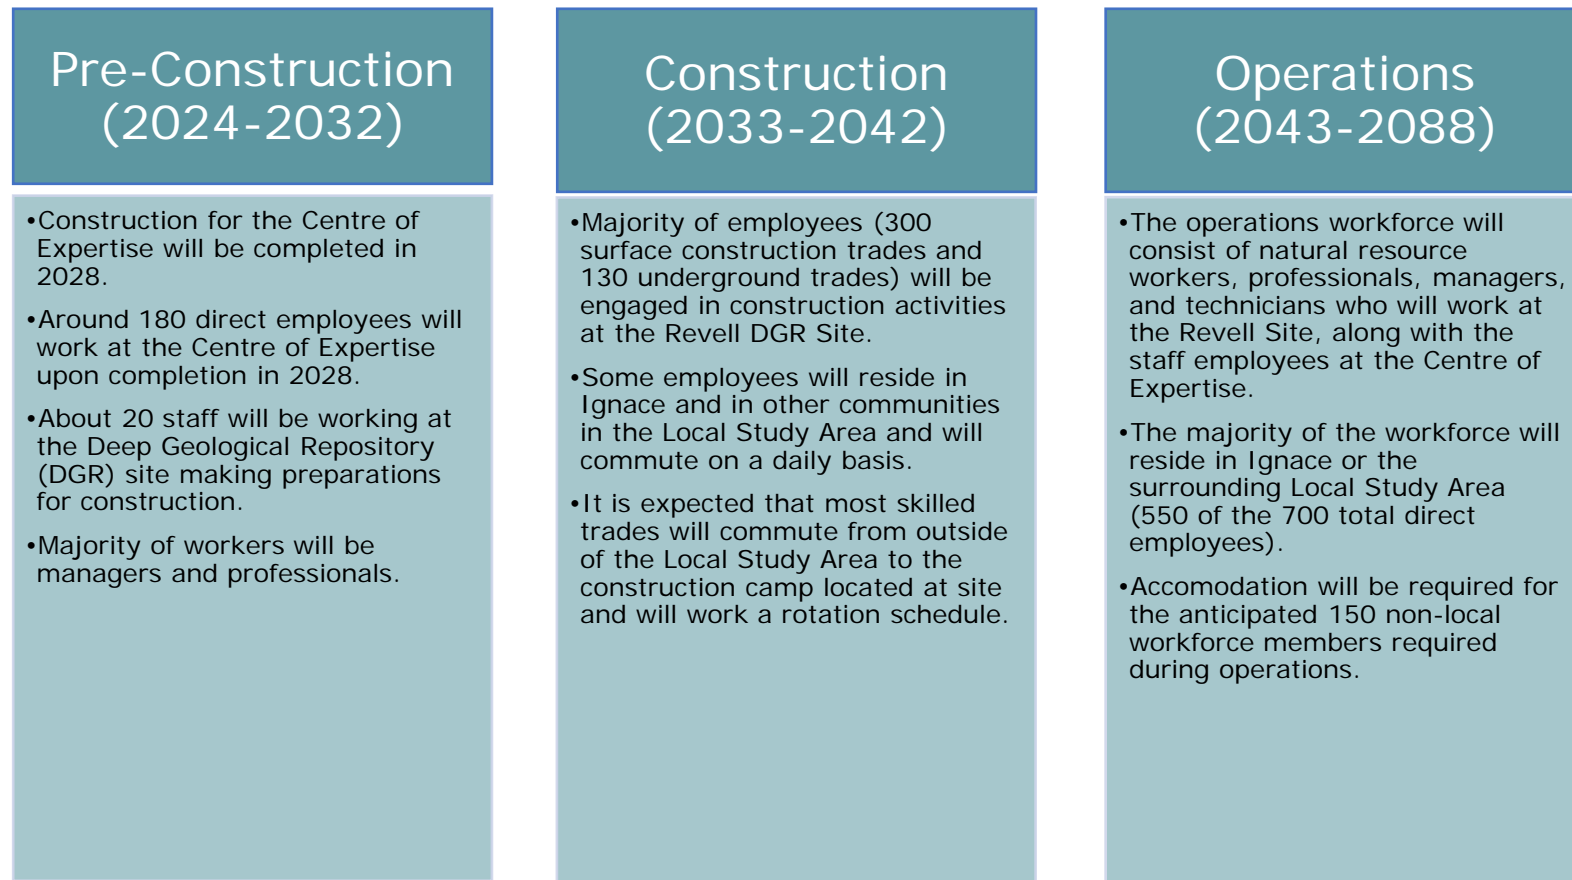 Pre-Construction
(2024-2032)
•Construction for the Centre of
Expertise will be completed in
2028.
•Around 180 direct employees will
work at the Centre of Expertise
upon completion in 2028.
•About 20 staff will be working at
the Deep Geological Repository
(DGR) site making preparations
for construction.
•Majority of workers will be
managers and professionals.
Construction
(2033-2042)
•Majority of employees (300
surface construction trades and
130 underground trades) will be
engaged in construction activities
at the Revell DGR Site.
•Some employees will reside in
Ignace and in other communities
in the Local Study Area and will
commute on a daily basis.
•It is expected that most skilled
trades will commute from outside
of the Local Study Area to the
construction camp located at site
and will work a rotation schedule.
Operations
(2043-2088)
•The operations workforce will
consist of natural resource
workers, professionals, managers,
and technicians who will work at
the Revell Site, along with the
staff employees at the Centre of
Expertise.
•The majority of the workforce will
reside in Ignace or the
surrounding Local Study Area
(550 of the 700 total direct
employees).
•Accomodation will be required for
the anticipated 150 non-local
workforce members required
during operations.